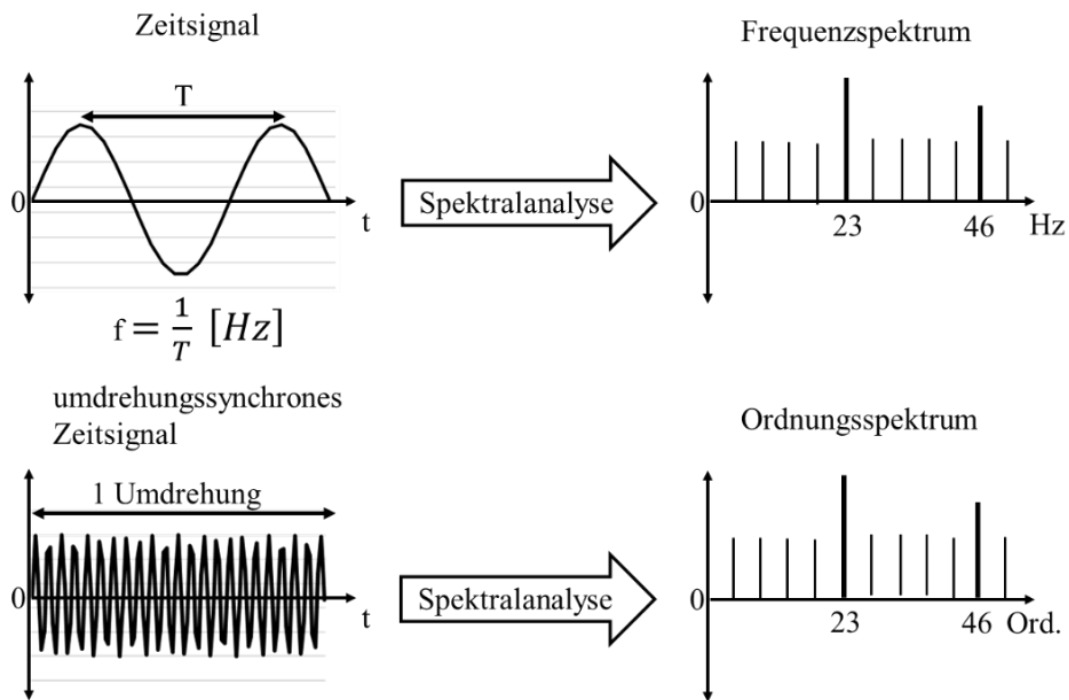 Zeitsignal
T
0
t
f = 1/T [Hz]
Spektralanalyse
Frequenzspektrum
0
23
46
Hz
umdrehungssynchrones
Zeitsignal
1 Umdrehung
0
t
Spektralanalyse
Ordnungsspektrum
0
23
46
Ord.